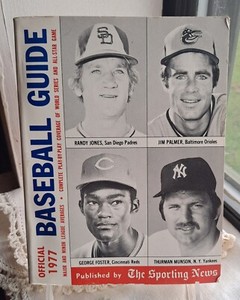 OFFICIAL
1977
BASEBALL GUIDE
MAJOR AND MINOR LEAGUE AVERAGES • COMPLETE PLAY-BY-PLAY COVERAGE OF WORLD SERIES AND ALL-STAR GAME
SD
RANDY JONES, San Diego Padres
JIM PALMER, Baltimore Orioles
GEORGE FOSTER, Cincinnati Reds
THURMAN MUNSON, N. Y. Yankees
Published by The Sporting News